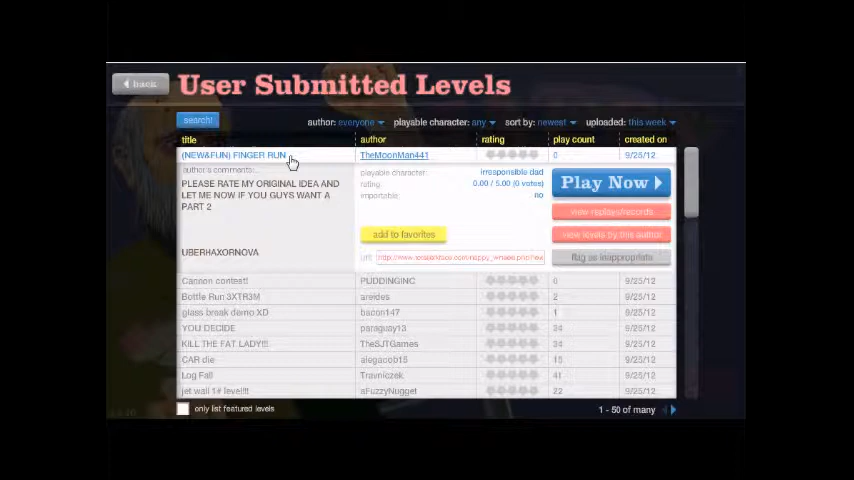 back
User Submitted Levels
search!
author: everyone playable character: any sort by: newest uploaded: this week
title author rating play count created on
(NEW&FUN) FINGER RUN TheMoonMan441 0 9/25/12
author's comments:
PLEASE RATE MY ORIGINAL IDEA AND
LET ME NOW IF YOU GUYS WANT A
PART 2
UBERHAXORNOVA
playable character: irresponsible dad
rating 0.00 / 5.00 (0 votes)
importable: no
Play Now
view replays/records
view levels by this author
add to favorites
url:
flag as inappropriate
Cannon contest! PUDDINGINC 6 9/25/12
Bottle Run 3XTR3M areides 2 9/25/12
glass break demo XD bacon147 1 9/25/12
YOU DECIDE paraguay13 34 9/25/12
KILL THE FAT LADY!!! TheSJTGames 34 9/25/12
CAR die alegacob15 15 9/25/12
Log Fall Travniczek 41 9/25/12
jet wall 1# level!!! aFuzzyNugget 22 9/25/12
only list featured levels 1 - 50 of many